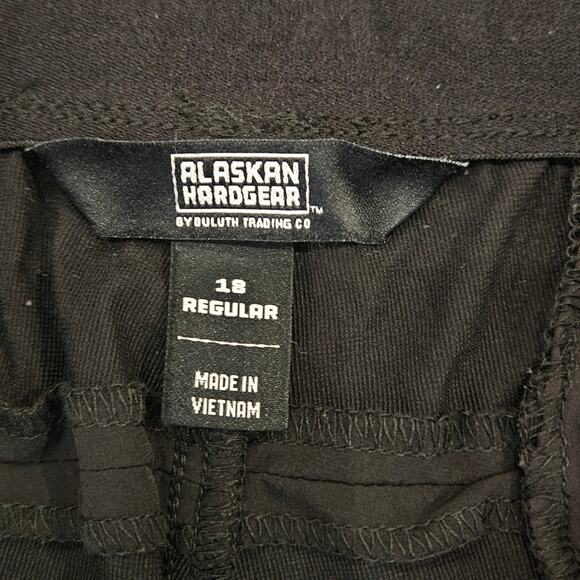 ALASKAN
HARDGEAR
™
BY DULUTH TRADING CO
18
REGULAR
MADE IN
VIETNAM